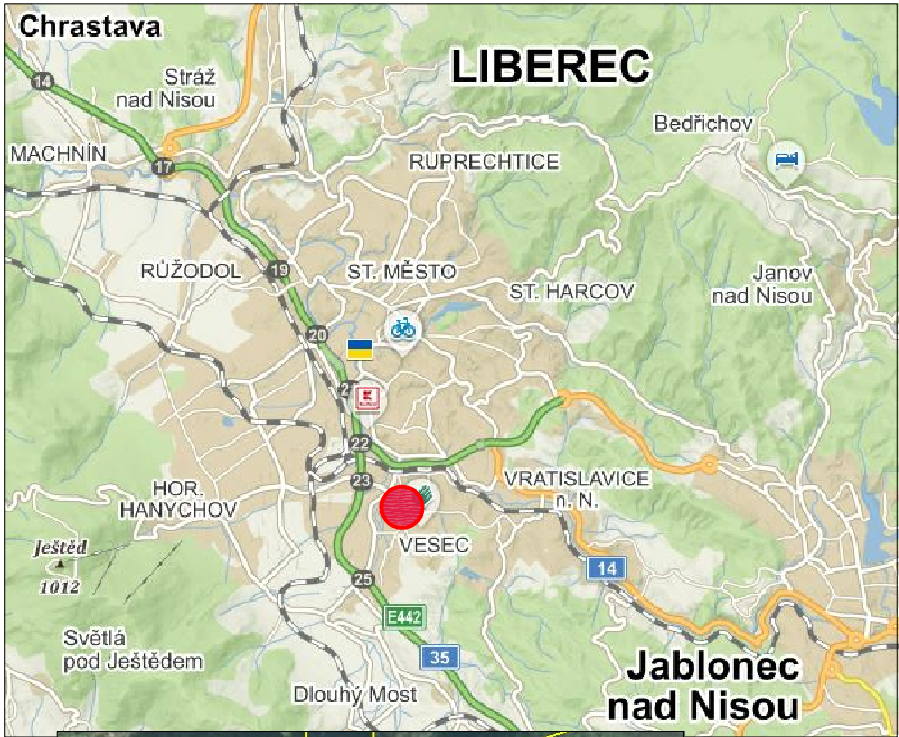 Chrastava
LIBEREC
14
Stráž
nad Nisou
Bedřichov
MACHNÍN
17
RUPRECHTICE
RŮŽODOL
19
ST. MĚSTO
ST. HARCOV
Janov
nad Nisou
20
22
23
VRATISLAVICE
n. N.
HOR.
HANYCHOV
VESEC
Ještěd
1012
25
14
E442
Světlá
pod Ještědem
35
Dlouhý Most
Jablonec
nad Nisou